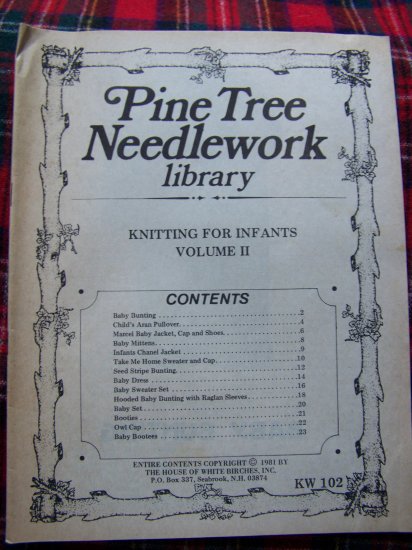 Pine Tree
Needlework
library
KNITTING FOR INFANTS
VOLUME II
CONTENTS
Baby Bunting ..........2
Child's Aran Pullover..........4
Marcel Baby Jacket, Cap and Shoes..........6
Baby Mittens..........8
Infants Chanel Jacket ..........9
Take Me Home Sweater and Cap..........10
Seed Stripe Bunting..........12
Baby Dress ..........14
Baby Sweater Set ..........16
Hooded Baby Bunting with Raglan Sleeves..........18
Baby Set ..........20
Booties ..........21
Owl Cap ..........22
Baby Bootees ..........23
ENTIRE CONTENTS COPYRIGHT © 1981 BY
THE HOUSE OF WHITE BIRCHES, INC.
P.O. Box 337, Seabrook, N.H. 03874
KW 102